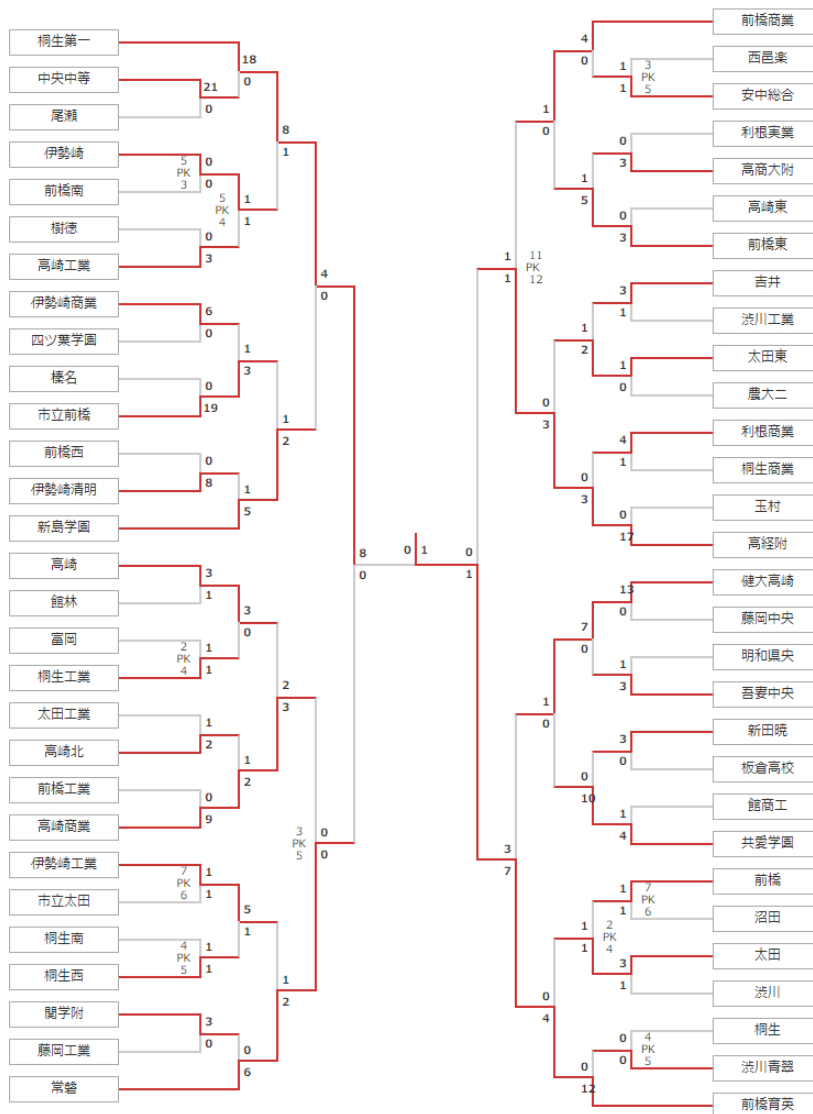 桐生第一
18
0
中央中等
21
0
尾瀬
8
1
伊勢崎
0
0
5
PK
3
前橋南
1
1
5
PK
4
樹徳
0
3
高崎工業
4
0
伊勢崎商業
6
0
四ツ葉学園
1
3
榛名
0
19
市立前橋
1
2
前橋西
0
8
伊勢崎清明
1
5
新島学園
8
0
高崎
3
1
館林
3
0
富岡
1
1
2
PK
4
桐生工業
2
3
太田工業
1
2
高崎北
1
2
前橋工業
0
9
高崎商業
0
0
3
PK
5
伊勢崎工業
1
1
7
PK
6
市立太田
5
1
桐生南
1
1
4
PK
5
桐生西
1
2
関学附
3
0
藤岡工業
0
6
常磐
0
1
前橋商業
4
0
西邑楽
1
1
3
PK
5
安中総合
1
0
利根実業
0
3
高商大附
1
5
高崎東
0
3
前橋東
1
1
11
PK
12
吉井
3
1
渋川工業
1
2
太田東
1
0
農大二
0
3
利根商業
4
1
桐生商業
0
3
玉村
0
17
高経附
0
1
健大高崎
13
0
藤岡中央
7
0
明和県央
1
3
吾妻中央
1
0
新田暁
3
0
板倉高校
0
10
館商工
1
4
共愛学園
3
7
前橋
1
1
7
PK
6
沼田
1
1
2
PK
4
太田
3
1
渋川
0
4
桐生
0
0
4
PK
5
渋川青翠
0
12
前橋育英